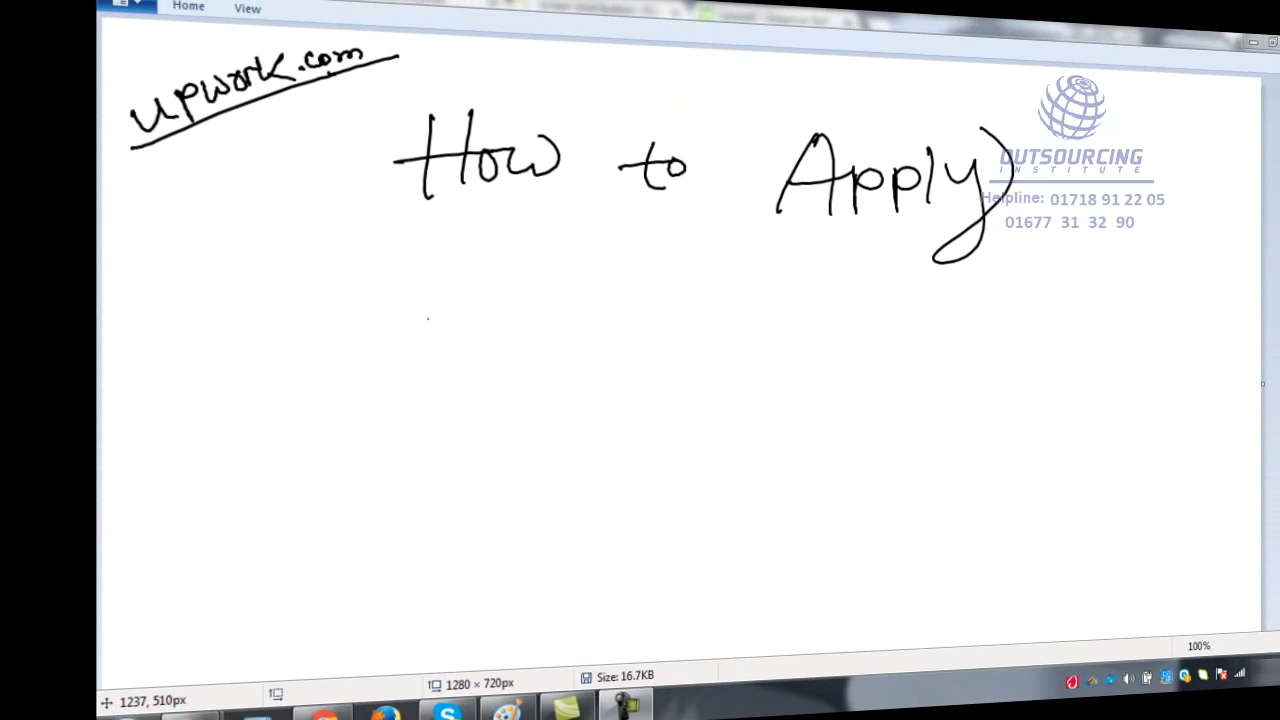 Home View
upwork.com
How to Apply
OUTSOURCING
INSTITUTE
Helpline: 01718 91 22 05
01677 31 32 90
100%
1237, 510px 1280 × 720px Size: 16.7KB